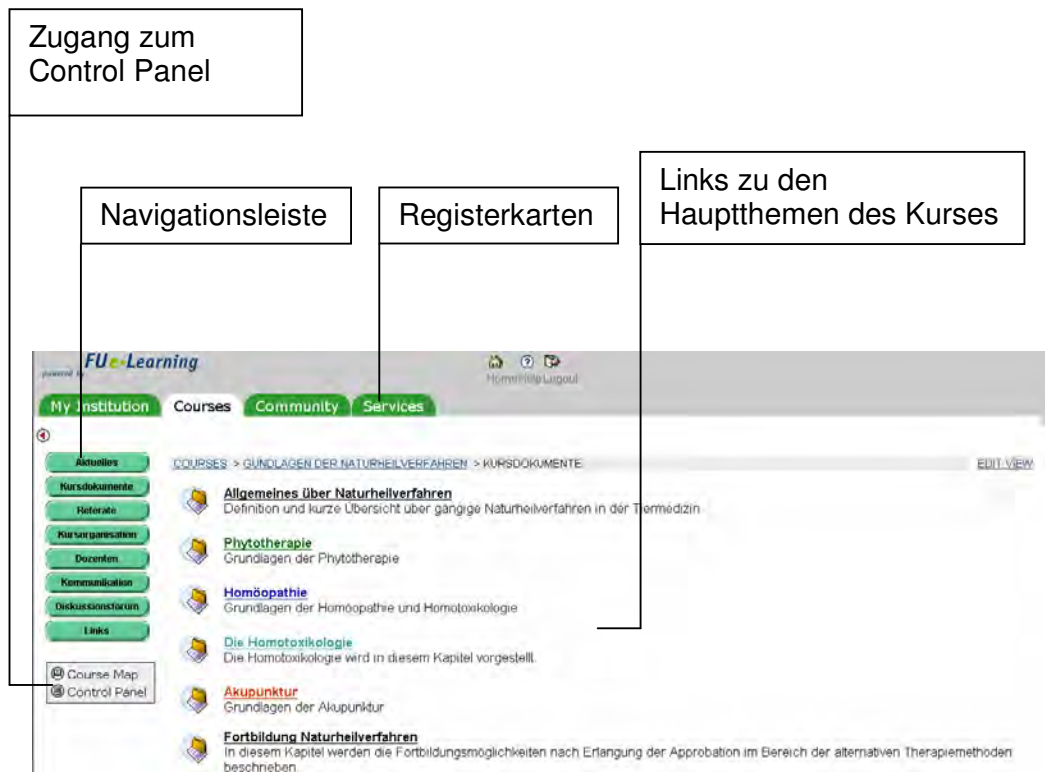 Zugang zum
Control Panel
Navigationsleiste
Registerkarten
Links zu den
Hauptthemen des Kurses
powered by FUe-Learning
Home Help Logout
My Institution Courses Community Services
Aktuelles
Kursdokumente
Referate
Kursorganisation
Dozenten
Kommunikation
Diskussionsforum
Links
Course Map
Control Panel
COURSES > GUNDLAGEN DER NATURHEILVERFAHREN > KURSDOKUMENTE
EDIT VIEW
Allgemeines über Naturheilverfahren
Definition und kurze Übersicht über gängige Naturheilverfahren in der Tiermedizin
Phytotherapie
Grundlagen der Phytotherapie
Homöopathie
Grundlagen der Homöopathie und Homotoxikologie
Die Homotoxikologie
Die Homotoxikologie wird in diesem Kapitel vorgestellt.
Akupunktur
Grundlagen der Akupunktur
Fortbildung Naturheilverfahren
In diesem Kapitel werden die Fortbildungsmöglichkeiten nach Erlangung der Approbation im Bereich der alternativen Therapiemethoden
beschrieben.